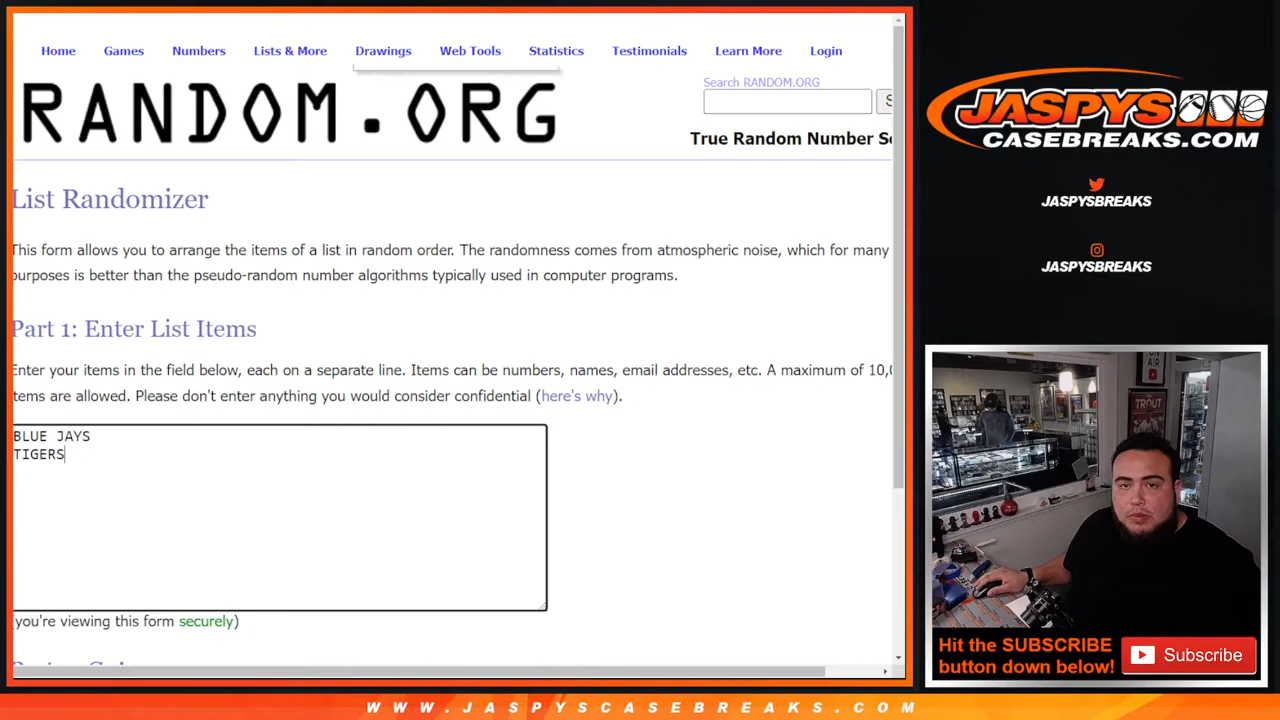 Home Games Numbers Lists & More Drawings Web Tools Statistics Testimonials Learn More Login
RANDOM.ORG
Search RANDOM.ORG
S
True Random Number Se
List Randomizer
This form allows you to arrange the items of a list in random order. The randomness comes from atmospheric noise, which for many
purposes is better than the pseudo-random number algorithms typically used in computer programs.
Part 1: Enter List Items
Enter your items in the field below, each on a separate line. Items can be numbers, names, email addresses, etc. A maximum of 10,0
items are allowed. Please don't enter anything you would consider confidential (here's why).
BLUE JAYS
TIGERS
(you're viewing this form securely)
JASPYS
CASEBREAKS.COM
JASPYSBREAKS
JASPYSBREAKS
ON
AIR
TROUT
Hit the SUBSCRIBE
button down below!
Subscribe
WWW.JASPYSCASEBREAKS.COM